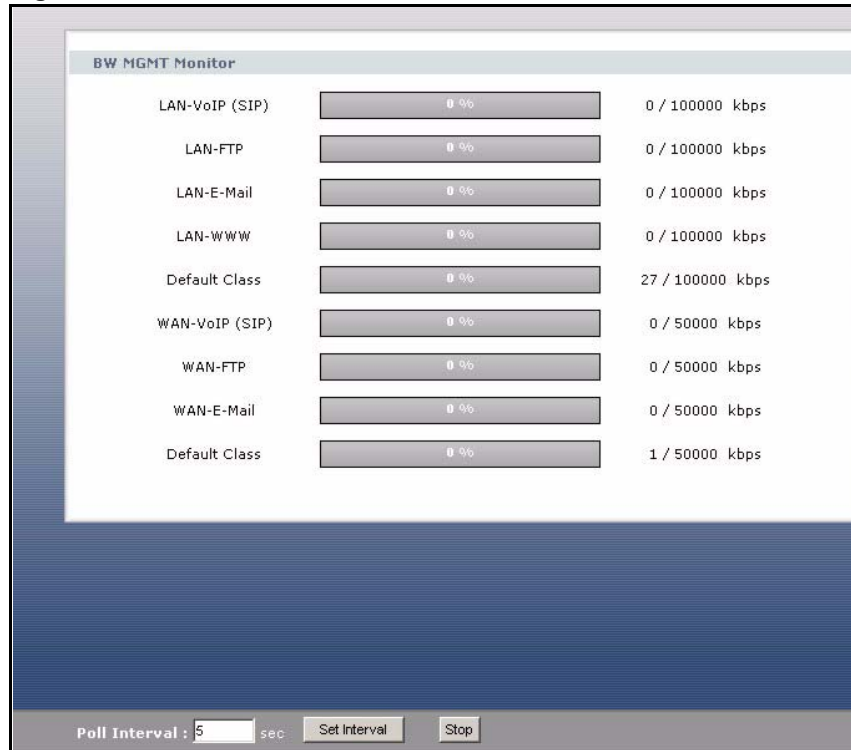 BW MGMT Monitor
LAN-VoIP (SIP) 0 % 0 / 100000 kbps
LAN-FTP 0 % 0 / 100000 kbps
LAN-E-Mail 0 % 0 / 100000 kbps
LAN-WWW 0 % 0 / 100000 kbps
Default Class 0 % 27 / 100000 kbps
WAN-VoIP (SIP) 0 % 0 / 50000 kbps
WAN-FTP 0 % 0 / 50000 kbps
WAN-E-Mail 0 % 0 / 50000 kbps
Default Class 0 % 1 / 50000 kbps
Poll Interval : 5 sec Set Interval Stop